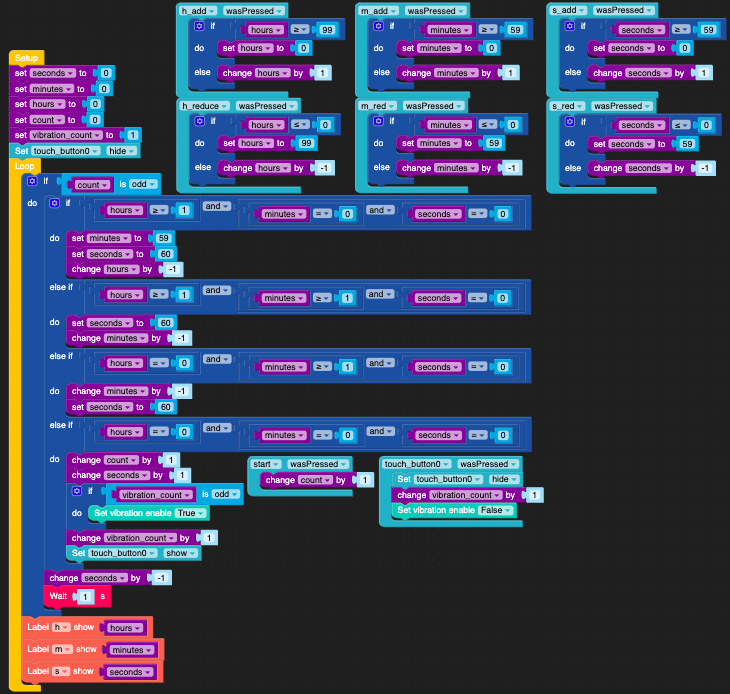 h_add wasPressed
if hours ≥ 99
do set hours to 0
else change hours by 1
m_add wasPressed
if minutes ≥ 59
do set minutes to 0
else change minutes by 1
s_add wasPressed
if seconds ≥ 59
do set seconds to 0
else change seconds by 1
h_reduce wasPressed
if hours ≤ 0
do set hours to 99
else change hours by -1
m_red wasPressed
if minutes ≤ 0
do set minutes to 59
else change minutes by -1
s_red wasPressed
if seconds ≤ 0
do set seconds to 59
else change seconds by -1
Setup
set seconds to 0
set minutes to 0
set hours to 0
set count to 0
set vibration_count to 1
Set touch_button0 hide
Loop
if count is odd
do if hours ≥ 1 and minutes = 0 and seconds = 0
do set minutes to 59
set seconds to 60
change hours by -1
else if hours ≥ 1 and minutes ≥ 1 and seconds = 0
do set seconds to 60
change minutes by -1
else if hours = 0 and minutes ≥ 1 and seconds = 0
do change minutes by -1
set seconds to 60
else if hours = 0 and minutes = 0 and seconds = 0
do change count by 1
change seconds by 1
if vibration_count is odd
do Set vibration enable True
change vibration_count by 1
Set touch_button0 show
change seconds by -1
Wait 1 s
Label h show hours
Label m show minutes
Label s show seconds
start wasPressed
change count by 1
touch_button0 wasPressed
Set touch_button0 hide
change vibration_count by 1
Set vibration enable False